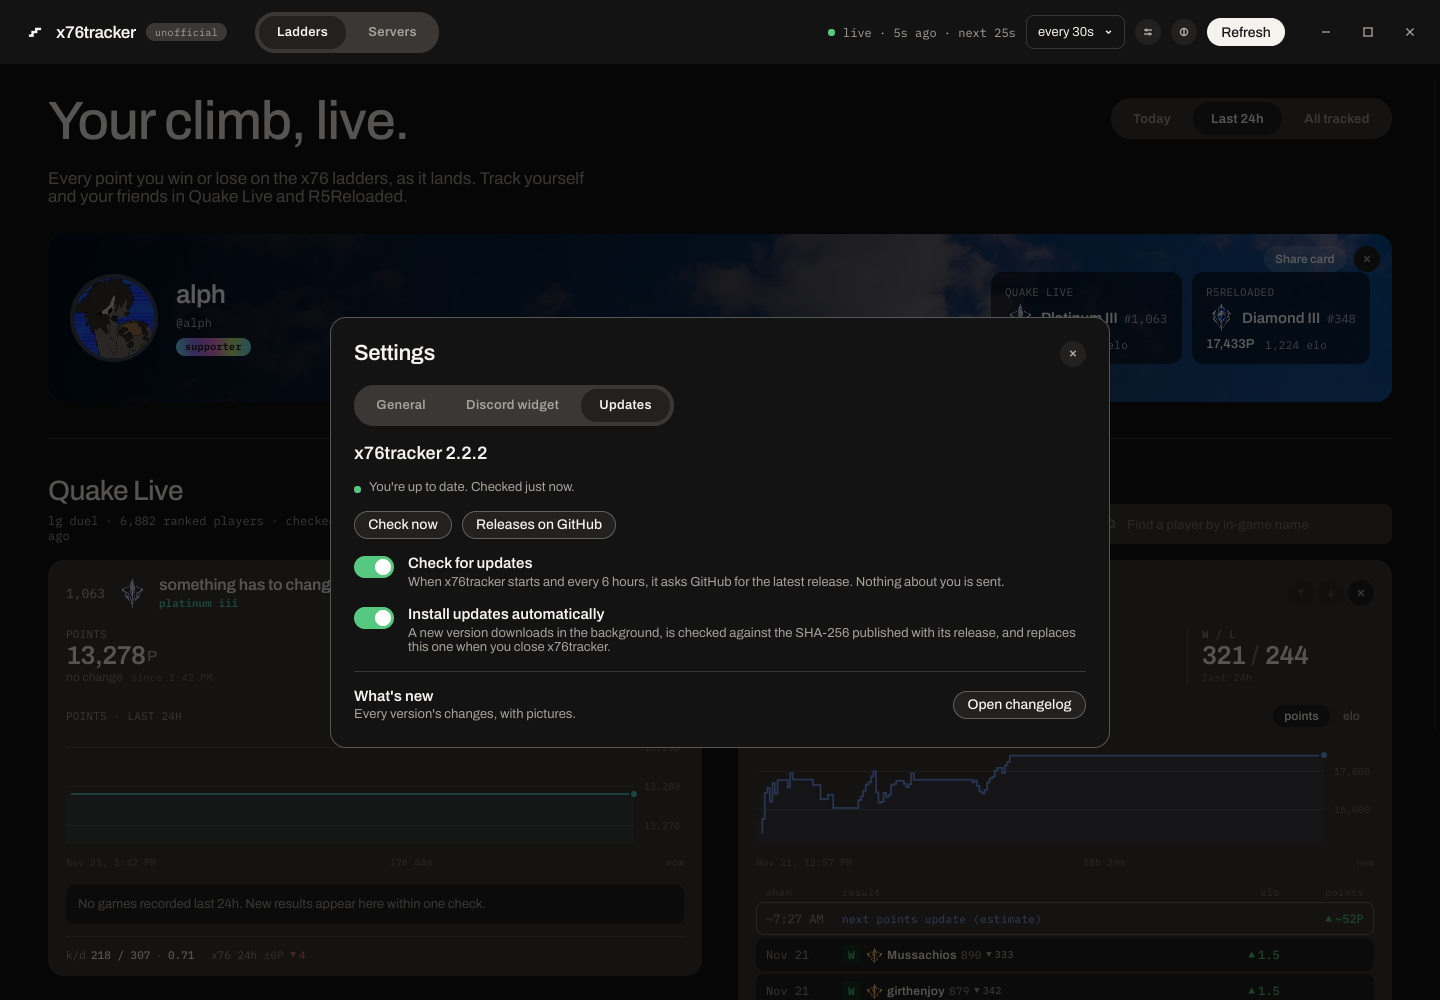 x76tracker unofficial Ladders Servers live · 5s ago · next 25s every 30s Refresh
Your climb, live.
Today Last 24h All tracked
Every point you win or lose on the x76 ladders, as it lands. Track yourself
and your friends in Quake Live and R5Reloaded.
Share card
alph
@alph
supporter
QUAKE LIVE
Platinum III #1,063
elo
R5RELOADED
Diamond III #348
17,433P 1,224 elo
Settings
General Discord widget Updates
x76tracker 2.2.2
You're up to date. Checked just now.
Check now Releases on GitHub
Check for updates
When x76tracker starts and every 6 hours, it asks GitHub for the latest release. Nothing about you is sent.
Install updates automatically
A new version downloads in the background, is checked against the SHA-256 published with its release, and replaces
this one when you close x76tracker.
What's new
Every version's changes, with pictures.
Open changelog
Quake Live
lg duel · 6,882 ranked players · checked
ago
Find a player by in-game name
1,063 something has to chang
platinum iii
POINTS
13,278P
no change since 1:42 PM
POINTS · LAST 24H
13,280
13,270
Nov 21, 1:42 PM 17h 44m now
No games recorded last 24h. New results appear here within one check.
k/d 218 / 307 · 0.71 x76 24h ±0P ▼4
W / L
321 / 244
last 24h
points elo
17,000
16,000
Nov 21, 12:57 PM 18h 29m now
when result elo points
~7:27 AM next points update (estimate) ▲~52P
Nov 21 W Mussachios 890 ▼333 ▲1.5
Nov 21 W girthenjoy 879 ▼342 ▲1.5